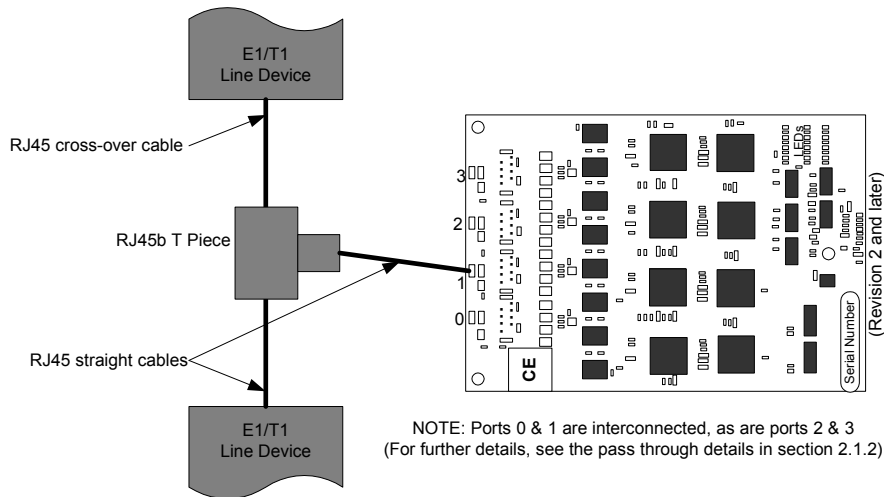 E1/T1
Line Device
RJ45 cross-over cable
RJ45b T Piece
RJ45 straight cables
E1/T1
Line Device
3
2
1
0
LEDs
CE
Serial Number
(Revision 2 and later)
NOTE: Ports 0 & 1 are interconnected, as are ports 2 & 3
(For further details, see the pass through details in section 2.1.2)